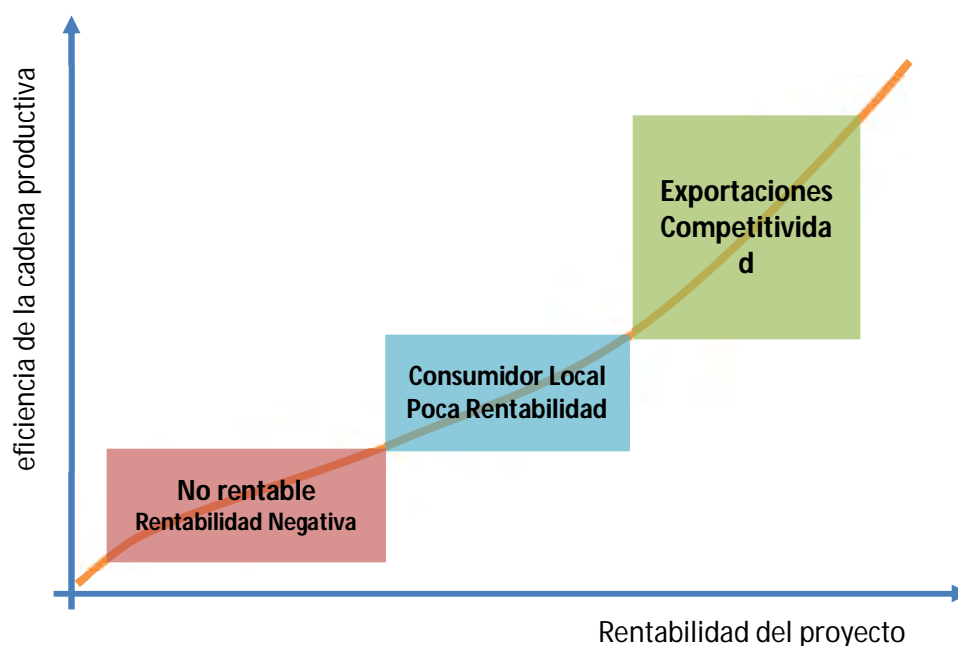 eficiencia de la cadena productiva
Exportaciones
Competitivida
d
Consumidor Local
Poca Rentabilidad
No rentable
Rentabilidad Negativa
Rentabilidad del proyecto